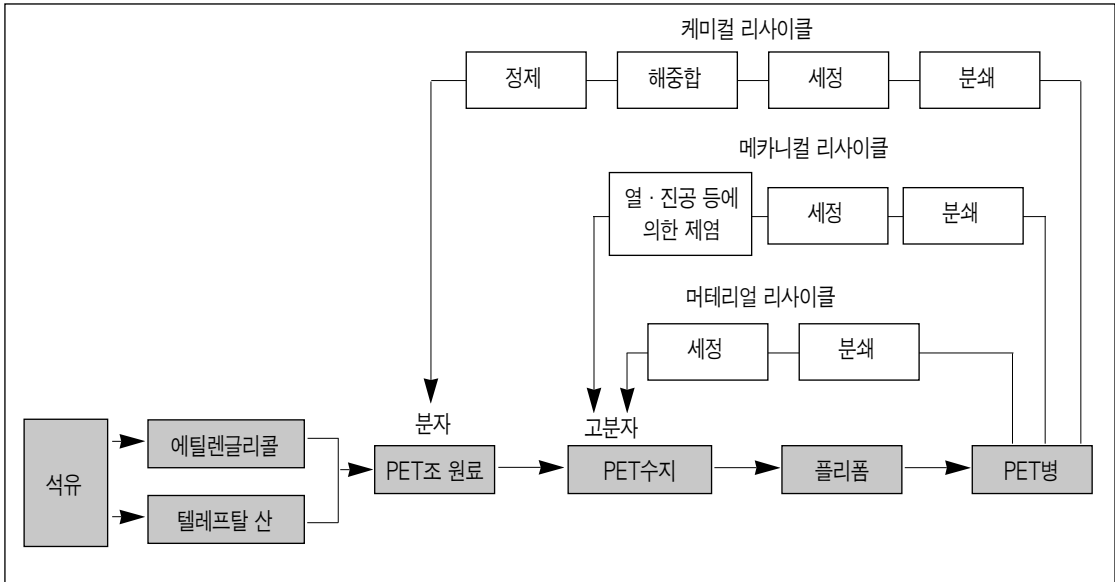 케미컬 리사이클
정제
해중합
세정
분쇄
메카니컬 리사이클
열 · 진공 등에
의한 제염
세정
분쇄
머테리얼 리사이클
세정
분쇄
분자
고분자
석유
에틸렌글리콜
텔레프탈 산
PET조 원료
PET수지
플리폼
PET병